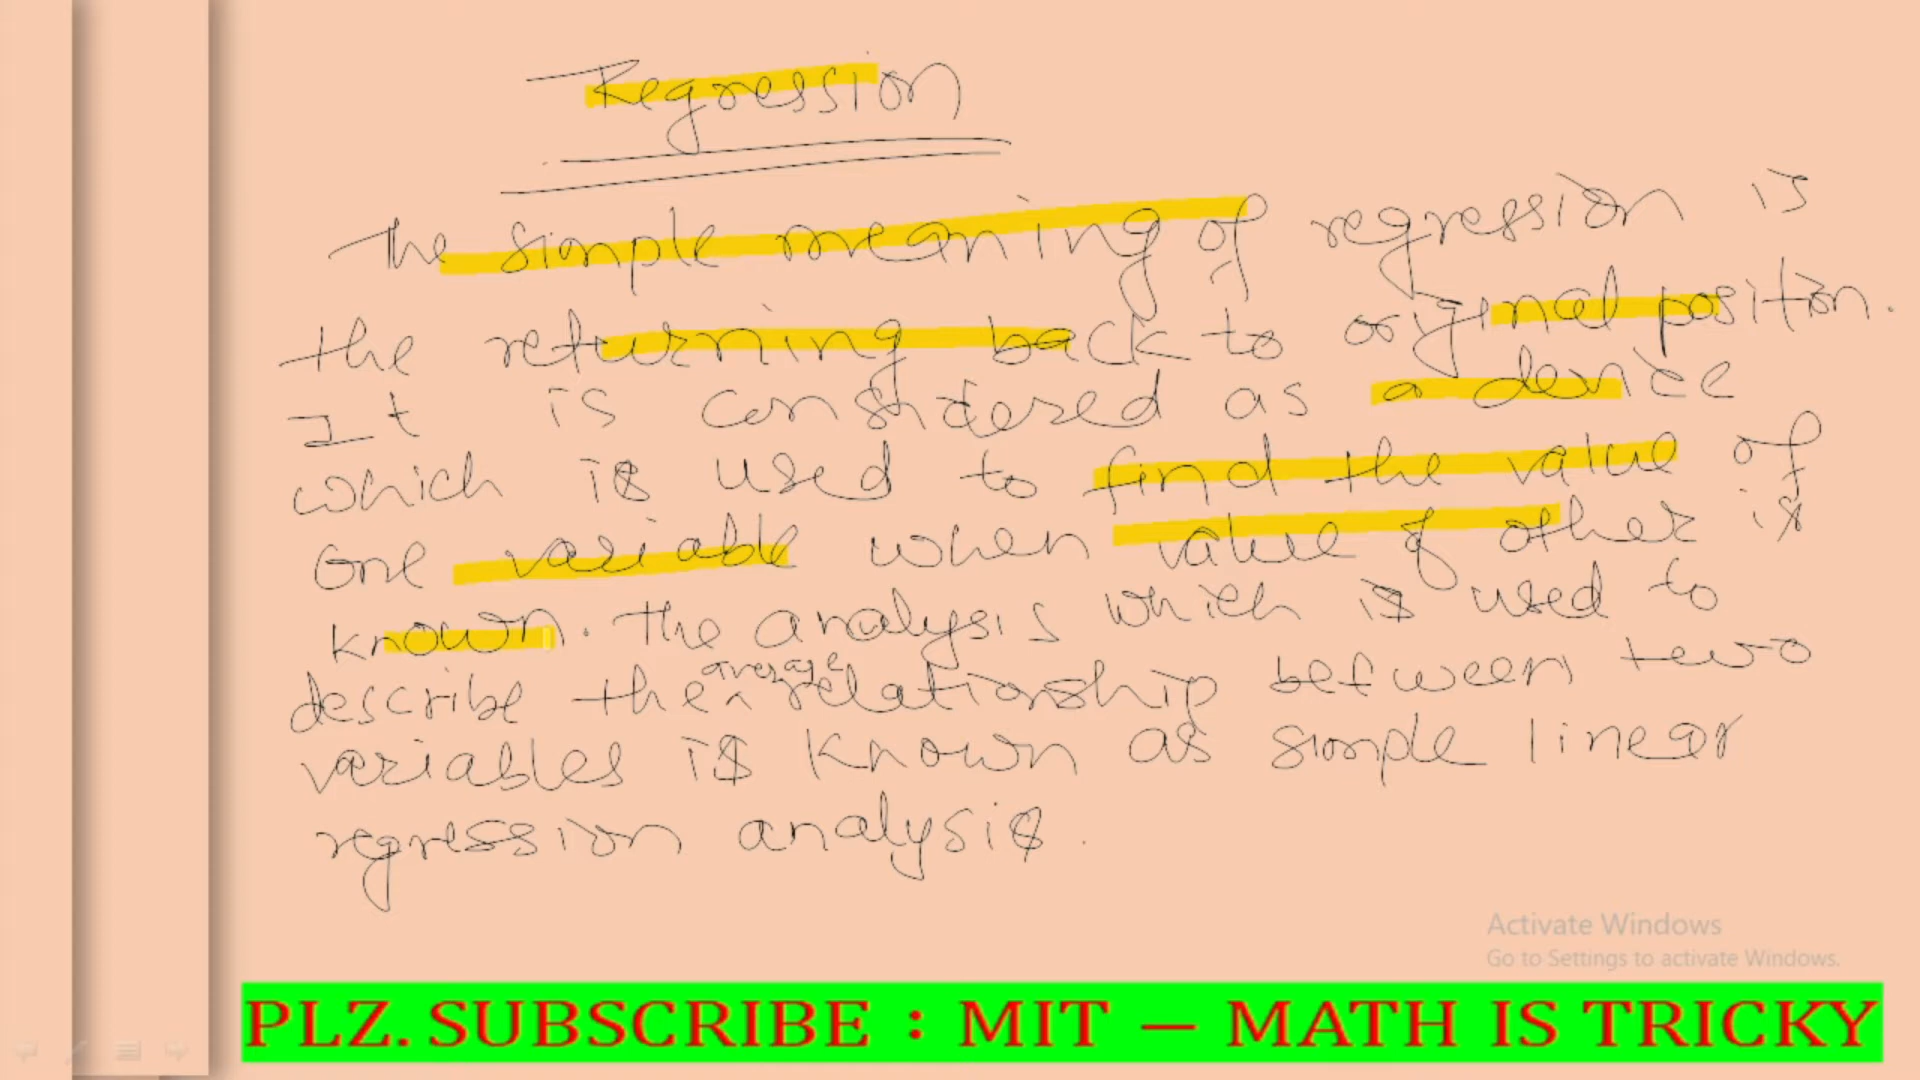 Regression
The simple meaning of regression is
the returning back to original position.
It is considered as a device
which is used to find the value of
one variable when value of other is
known. The analysis which is used to
average
describe the ^ relationship between two
variables is known as simple linear
regression analysis.
Activate Windows
Go to Settings to activate Windows.
PLZ. SUBSCRIBE : MIT – MATH IS TRICKY